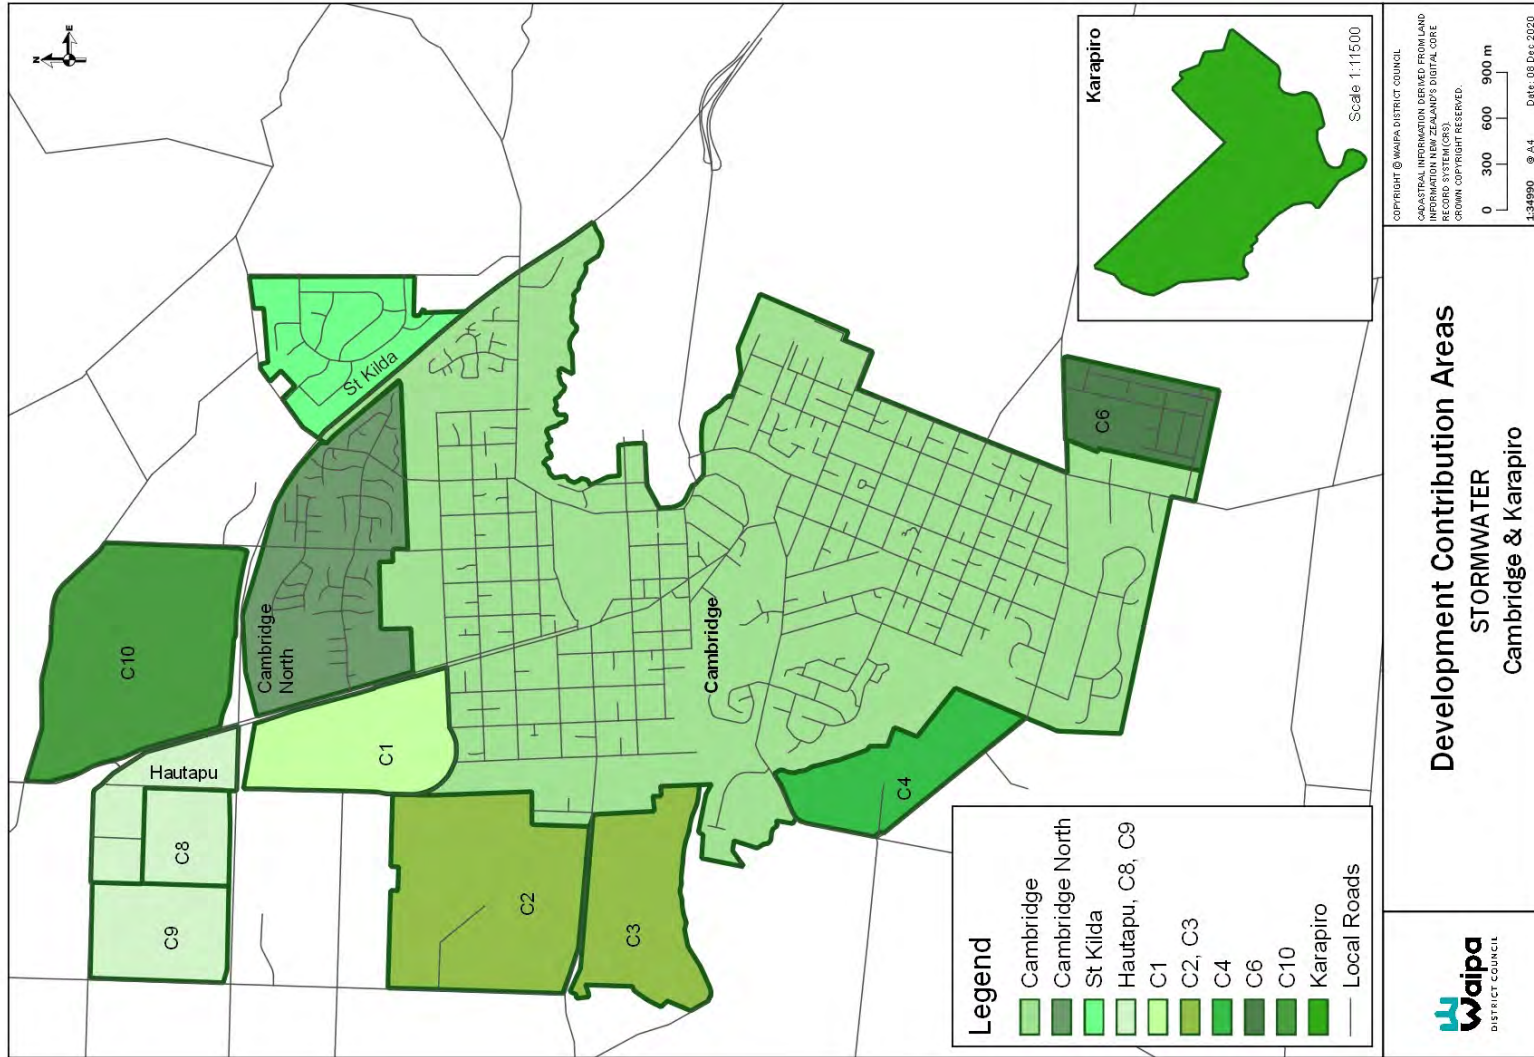 N
E
C10
Hautapu
C8
C9
Cambridge
North
St Kilda
C1
C2
C3
Cambridge
C4
C6
Karapiro
Scale 1:11500
Legend
Cambridge
Cambridge North
St Kilda
Hautapu, C8, C9
C1
C2, C3
C4
C6
C10
Karapiro
Local Roads
Waipa
DISTRICT COUNCIL
Development Contribution Areas
STORMWATER
Cambridge & Karapiro
COPYRIGHT © WAIPA DISTRICT COUNCIL
CADASTRAL INFORMATION DERIVED FROM LAND
INFORMATION NEW ZEALAND'S DIGITAL CORE
RECORD SYSTEM (CRS).
CROWN COPYRIGHT RESERVED.
0 300 600 900 m
1:34990 @ A4 Date: 08 Dec 2020